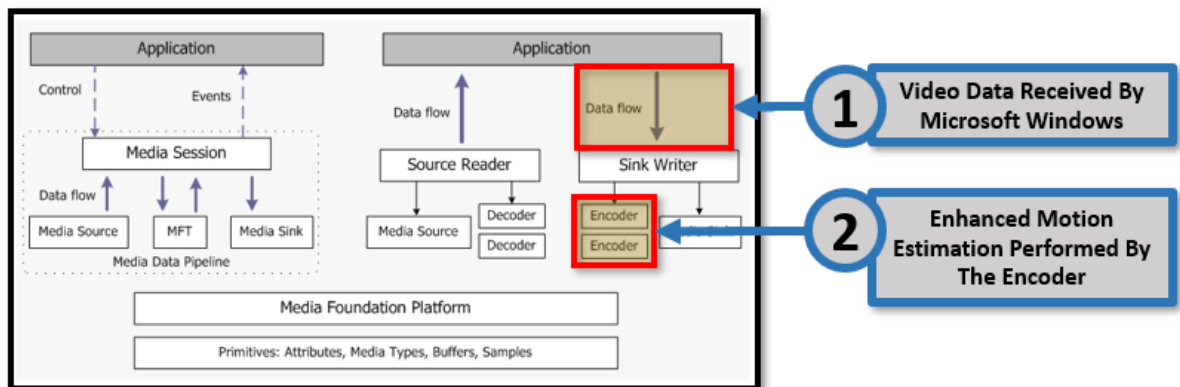 Application
Control
Events
Media Session
Data flow
Media Source
MFT
Media Sink
Media Data Pipeline
Application
Data flow
Data flow
Source Reader
Sink Writer
Media Source
Decoder
Decoder
Encoder
Encoder
Media Foundation Platform
Primitives: Attributes, Media Types, Buffers, Samples
1
Video Data Received By
Microsoft Windows
2
Enhanced Motion
Estimation Performed By
The Encoder